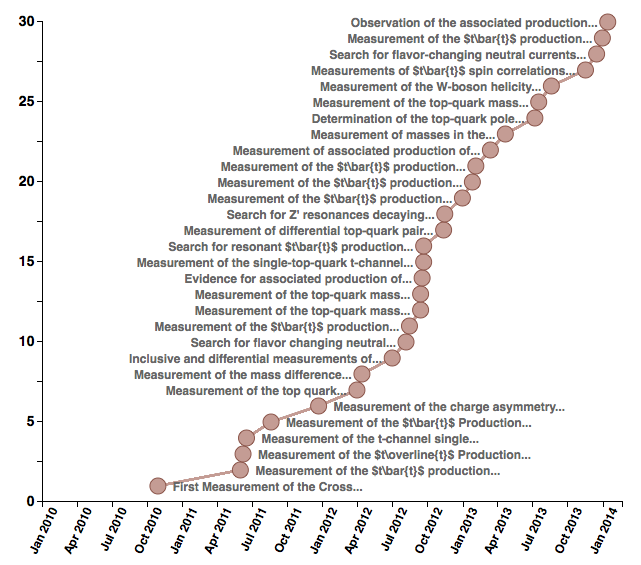 30
Observation of the associated production...
Measurement of the $t\bar{t}$ production...
Search for flavor-changing neutral currents...
Measurements of $t\bar{t}$ spin correlations...
Measurement of the W-boson helicity...
25
Measurement of the top-quark mass...
Determination of the top-quark pole...
Measurement of masses in the...
Measurement of associated production of...
Measurement of the $t\bar{t}$ production...
20
Measurement of the $t\bar{t}$ production...
Measurement of the $t\bar{t}$ production...
Search for Z' resonances decaying...
Measurement of differential top-quark pair...
Search for resonant $t\bar{t}$ production...
15
Measurement of the single-top-quark t-channel...
Evidence for associated production of...
Measurement of the top-quark mass...
Measurement of the top-quark mass...
Measurement of the $t\bar{t}$ production...
10
Search for flavor changing neutral...
Inclusive and differential measurements of...
Measurement of the mass difference...
Measurement of the top quark...
Measurement of the charge asymmetry...
5
Measurement of the $t\bar{t}$ Production...
Measurement of the t-channel single...
Measurement of the $t\overline{t}$ Production...
Measurement of the $t\bar{t}$ production...
First Measurement of the Cross...
0
Jan 2010
Apr 2010
Jul 2010
Oct 2010
Jan 2011
Apr 2011
Jul 2011
Oct 2011
Jan 2012
Apr 2012
Jul 2012
Oct 2012
Jan 2013
Apr 2013
Jul 2013
Oct 2013
Jan 2014